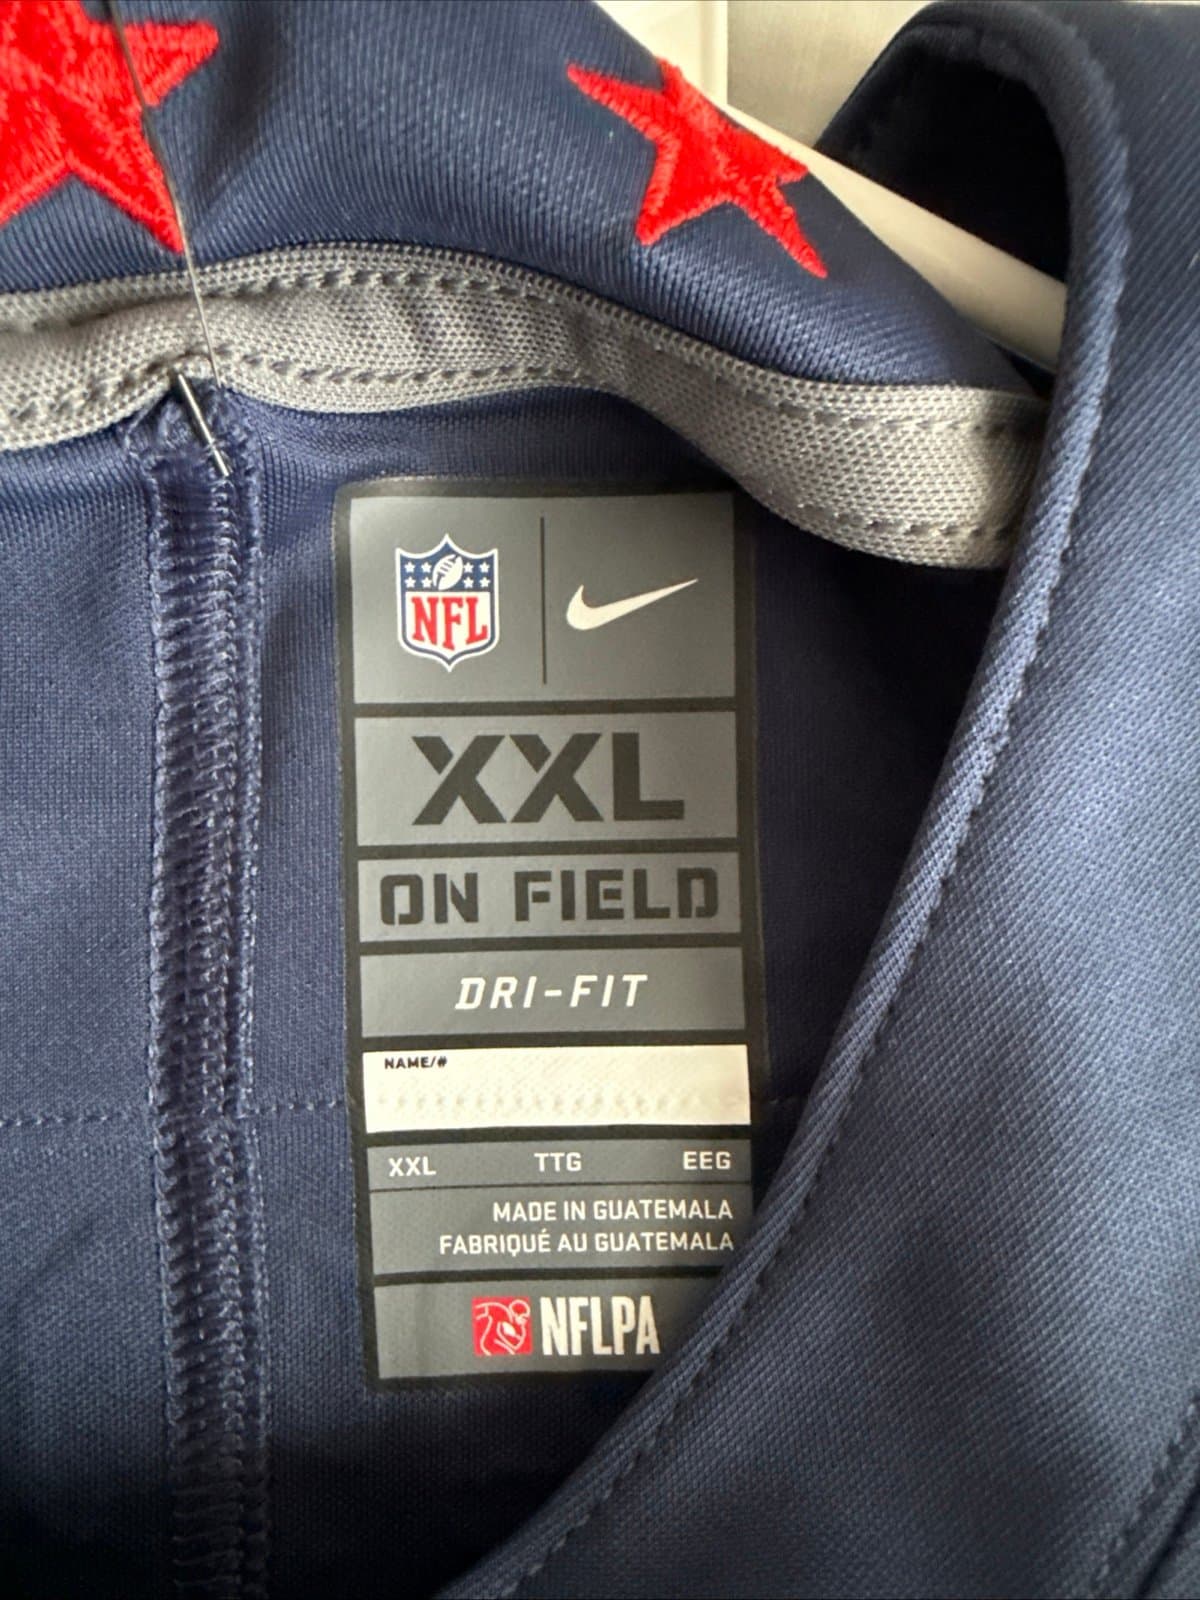 NFL
XXL
ON FIELD
DRI-FIT
NAME/#
XXL TTG EEG
MADE IN GUATEMALA
FABRIQUÉ AU GUATEMALA
NFLPA